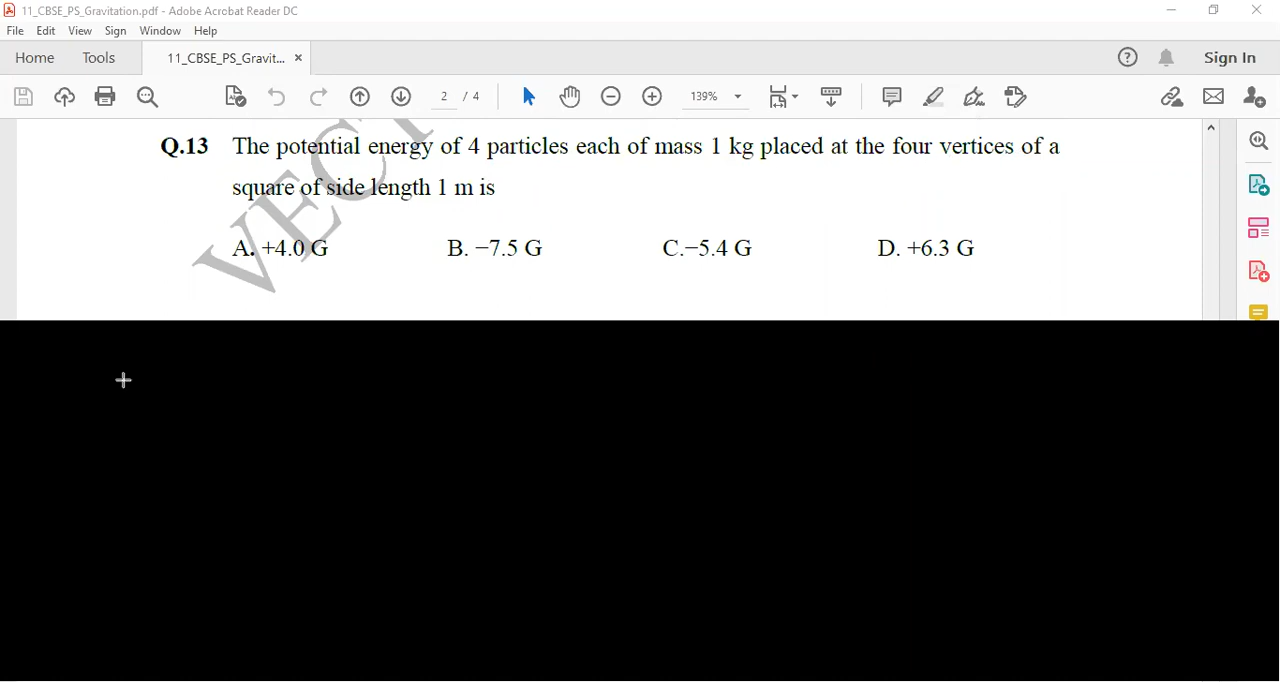 11_CBSE_PS_Gravitation.pdf - Adobe Acrobat Reader DC
File Edit View Sign Window Help
Home Tools 11_CBSE_PS_Gravit... × Sign In
2 / 4 139%
Q.13 The potential energy of 4 particles each of mass 1 kg placed at the four vertices of a
square of side length 1 m is
A. +4.0 G B. −7.5 G C.−5.4 G D. +6.3 G
VECT